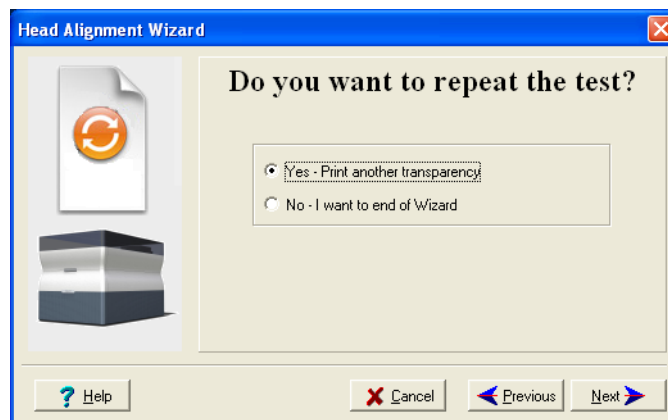 Head Alignment Wizard
Do you want to repeat the test?
Yes - Print another transparency
No - I want to end of Wizard
Help
Cancel
Previous
Next